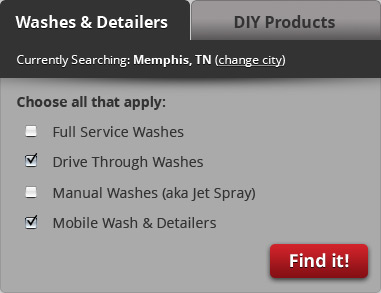 Washes & Detailers
DIY Products
Currently Searching: Memphis, TN (change city)
Choose all that apply:
Full Service Washes
Drive Through Washes
Manual Washes (aka Jet Spray)
Mobile Wash & Detailers
Find it!